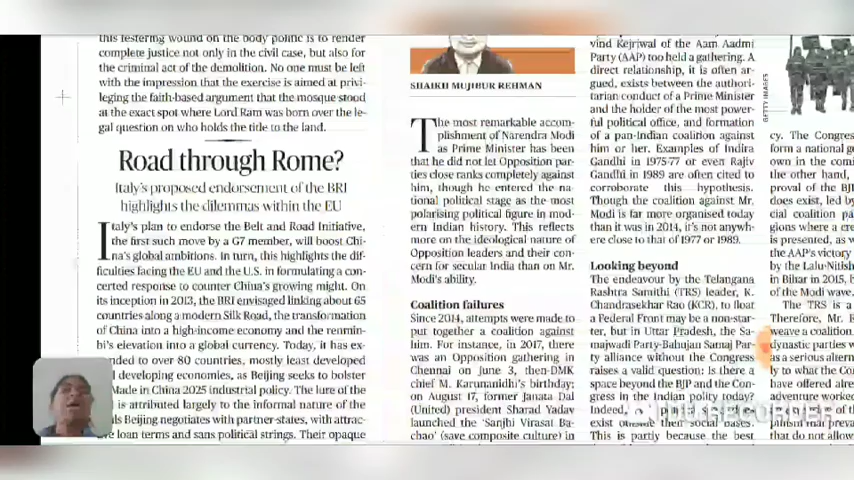 this festering wound on the body politic is to render
complete justice not only in the civil case, but also for
the criminal act of the demolition. No one must be left
with the impression that the exercise is aimed at privi-
leging the faith-based argument that the mosque stood
at the exact spot where Lord Ram was born over the le-
gal question on who holds the title to the land.
Road through Rome?
Italy's proposed endorsement of the BRI
highlights the dilemmas within the EU
Italy's plan to endorse the Belt and Road Initiative,
the first such move by a G7 member, will boost Chi-
na's global ambitions. In turn, this highlights the dif-
ficulties facing the EU and the U.S. in formulating a con-
certed response to counter China's growing might. On
its inception in 2013, the BRI envisaged linking about 65
countries along a modern Silk Road, the transformation
of China into a high-income economy and the renmin-
bi's elevation into a global currency. Today, it has ex-
nded to over 80 countries, mostly least developed
developing economies, as Beijing seeks to bolster
Made in China 2025 industrial policy. The lure of the
is attributed largely to the informal nature of the
ls Beijing negotiates with partner-states, with attrac-
loan terms and sans political strings. Their opaque
SHAIKH MUJIBUR REHMAN
The most remarkable accom-
plishment of Narendra Modi
as Prime Minister has been
that he did not let Opposition par-
ties close ranks completely against
him, though he entered the na-
tional political stage as the most
polarising political figure in mod-
ern Indian history. This reflects
more on the ideological nature of
Opposition leaders and their con-
cern for secular India than on Mr.
Modi's ability.
Coalition failures
Since 2014, attempts were made to
put together a coalition against
him. For instance, in 2017, there
was an Opposition gathering in
Chennai on June 3, then-DMK
chief M. Karunanidhi's birthday;
on August 17, former Janata Dal
(United) president Sharad Yadav
launched the 'Sanjhi Virasat Ba-
chao' (save composite culture) in
vind Kejriwal of the Aam Aadmi
Party (AAP) too held a gathering. A
direct relationship, it is often ar-
gued, exists between the authori-
tarian conduct of a Prime Minister
and the holder of the most power-
ful political office, and formation
of a pan-Indian coalition against
him or her. Examples of Indira
Gandhi in 1975-77 or even Rajiv
Gandhi in 1989 are often cited to
corroborate this hypothesis.
Though the coalition against Mr.
Modi is far more organised today
than it was in 2014, it's not anywh-
ere close to that of 1977 or 1989.
Looking beyond
The endeavour by the Telangana
Rashtra Samithi (TRS) leader, K.
Chandrasekhar Rao (KCR), to float
a Federal Front may be a non-star-
ter, but in Uttar Pradesh, the Sa-
majwadi Party-Bahujan Samaj Par-
ty alliance without the Congress
raises a valid question: is there a
space beyond the BJP and the Con-
gress in the Indian polity today?
Indeed,
exist outside their social bases.
This is partly because the best
GETTY IMAGES
cy. The Congres
form a national g
own in the comi
the other hand,
proval of the BJI
does exist, led by
cial coalition pa
gions where a cre
is presented, as w
the AAP's victory
by the Lalu-Nitish
in Bihar in 2015, b
of the Modi wave.
The TRS is a
Therefore, Mr. F
weave a coalition
dynastic parties w
as a serious altern
ly to what the Con
have offered alrea
adventure worked
that prevai
that do not allow
DU RECORDER